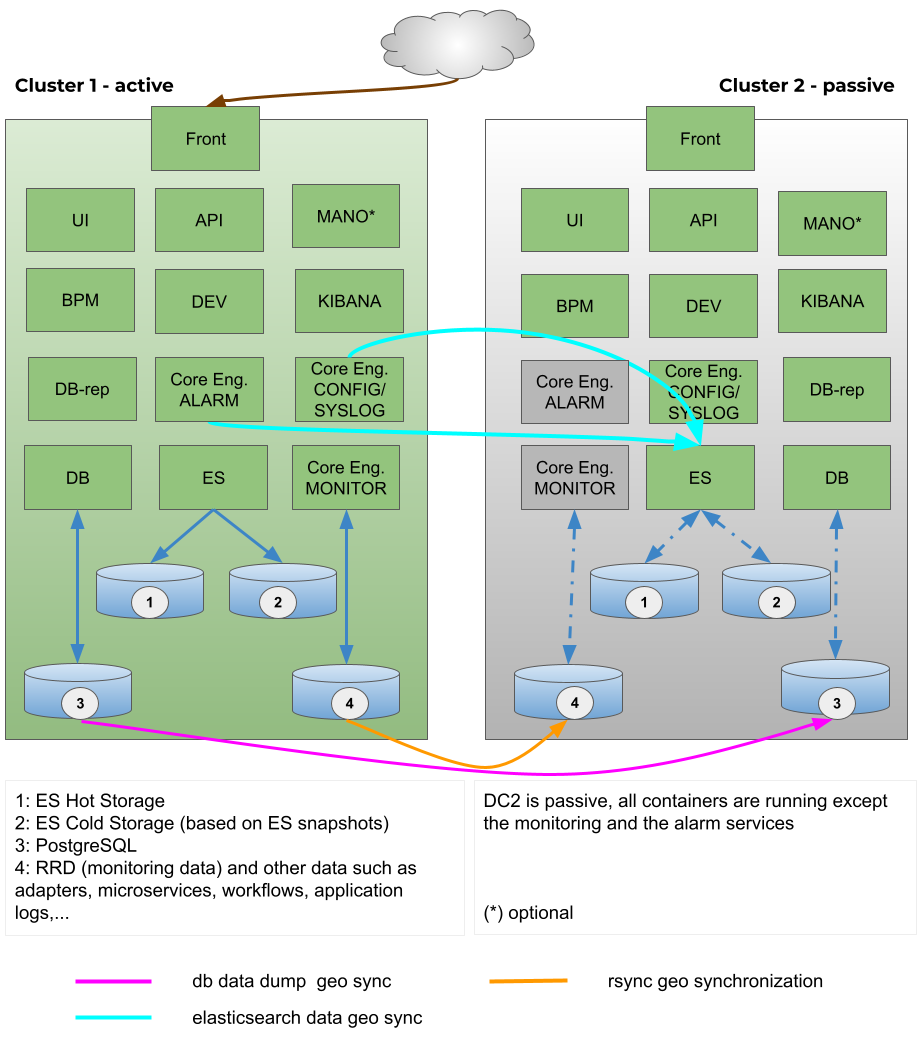 Cluster 1 - active
Cluster 2 - passive
Front
Front
UI
API
MANO*
UI
API
MANO*
BPM
DEV
KIBANA
BPM
DEV
KIBANA
DB-rep
Core Eng.
ALARM
Core Eng.
CONFIG/
SYSLOG
Core Eng.
ALARM
Core Eng.
CONFIG/
SYSLOG
DB-rep
DB
ES
Core Eng.
MONITOR
Core Eng.
MONITOR
ES
DB
1
2
1
2
3
4
4
3
1: ES Hot Storage
2: ES Cold Storage (based on ES snapshots)
3: PostgreSQL
4: RRD (monitoring data) and other data such as
adapters, microservices, workflows, application
logs,...
DC2 is passive, all containers are running except
the monitoring and the alarm services
(*) optional
db data dump geo sync
rsync geo synchronization
elasticsearch data geo sync